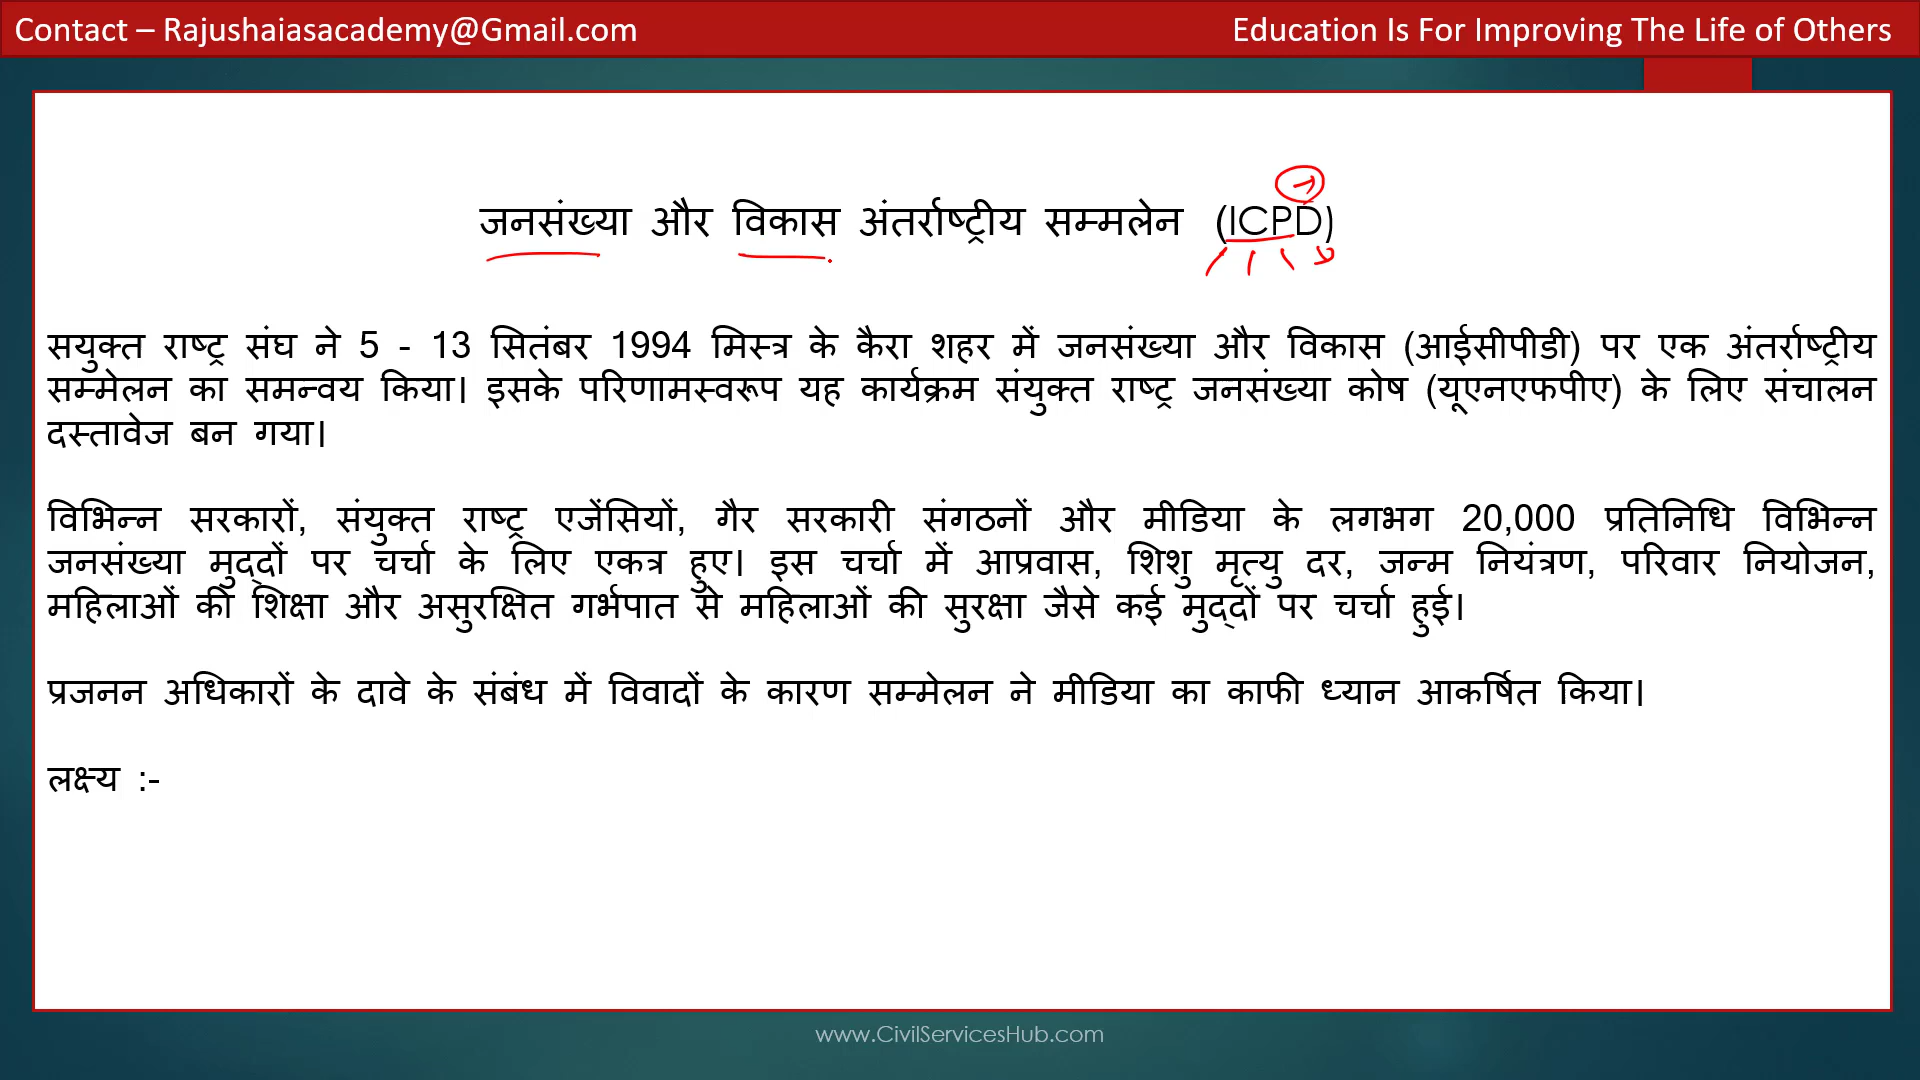 Contact – Rajushaiasacademy@Gmail.com
Education Is For Improving The Life of Others
जनसंख्या और विकास अंतर्राष्ट्रीय सम्मलेन (ICPD)
सयुक्त राष्ट्र संघ ने 5 - 13 सितंबर 1994 मिस्त्र के कैरा शहर में जनसंख्या और विकास (आईसीपीडी) पर एक अंतर्राष्ट्रीय
सम्मेलन का समन्वय किया। इसके परिणामस्वरूप यह कार्यक्रम संयुक्त राष्ट्र जनसंख्या कोष (यूएनएफपीए) के लिए संचालन
दस्तावेज बन गया।
विभिन्न सरकारों, संयुक्त राष्ट्र एजेंसियों, गैर सरकारी संगठनों और मीडिया के लगभग 20,000 प्रतिनिधि विभिन्न
जनसंख्या मुद्दों पर चर्चा के लिए एकत्र हुए। इस चर्चा में आप्रवास, शिशु मृत्यु दर, जन्म नियंत्रण, परिवार नियोजन,
महिलाओं की शिक्षा और असुरक्षित गर्भपात से महिलाओं की सुरक्षा जैसे कई मुद्दों पर चर्चा हुई।
प्रजनन अधिकारों के दावे के संबंध में विवादों के कारण सम्मेलन ने मीडिया का काफी ध्यान आकर्षित किया।
लक्ष्य :-
www.CivilServicesHub.com